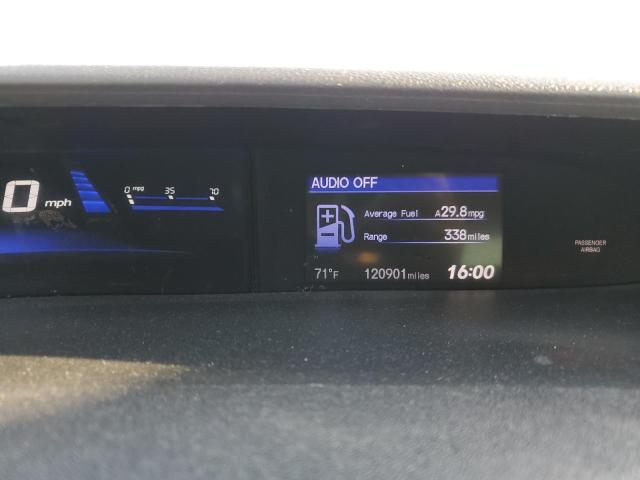 0 mph
0 mpg 35 70
AUDIO OFF
Average Fuel A29.8mpg
Range 338miles
71°F 120901miles 16:00
PASSENGER
AIRBAG